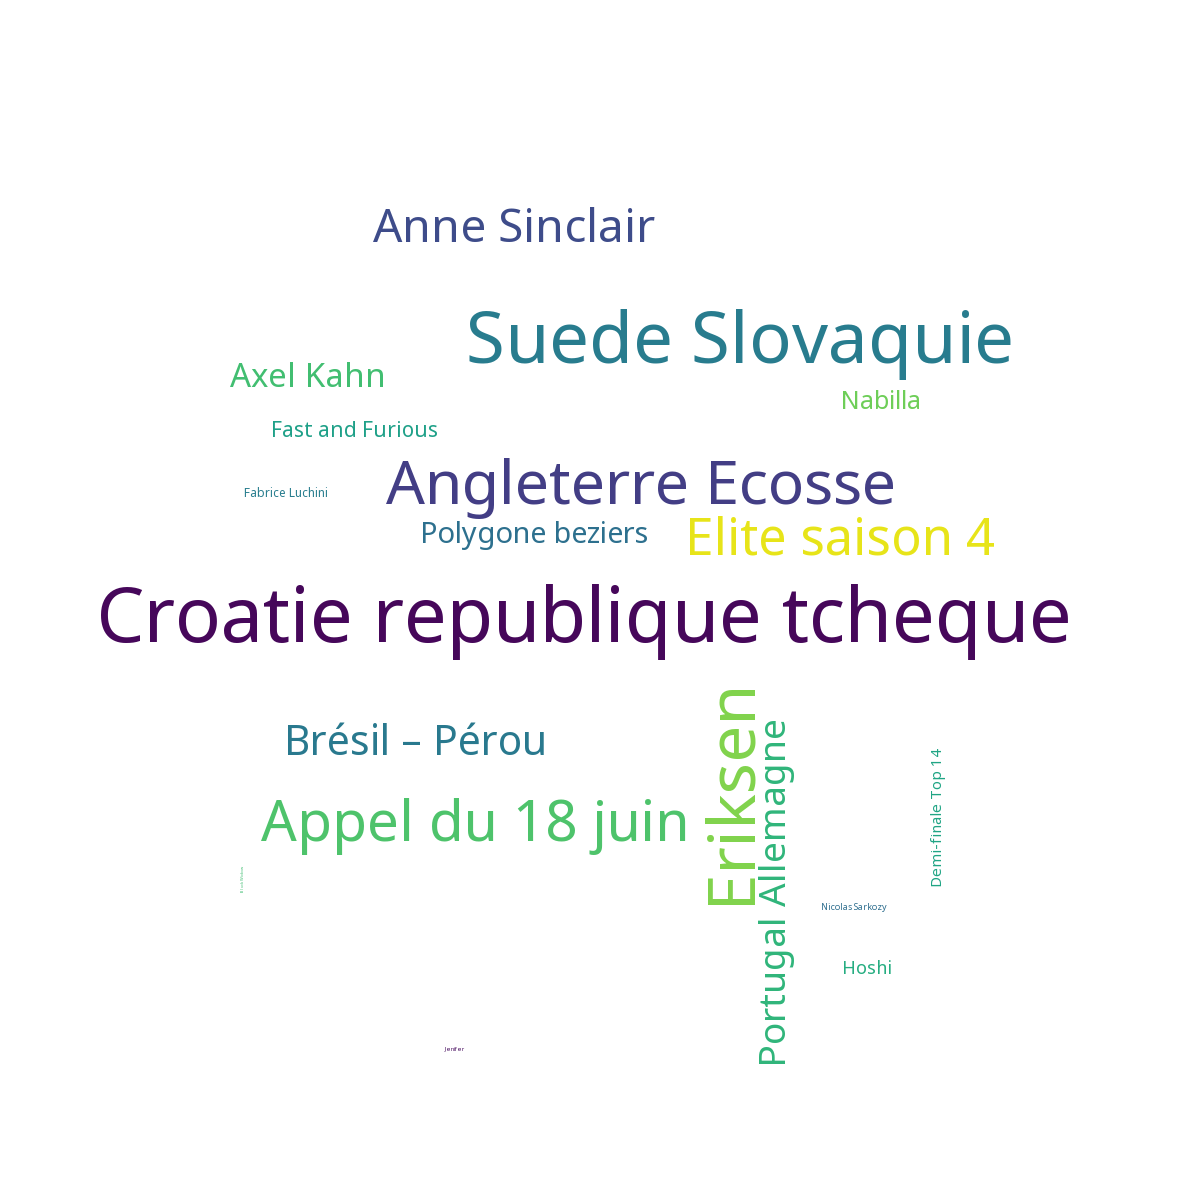 Anne Sinclair
Suede Slovaquie
Axel Kahn
Nabilla
Fast and Furious
Angleterre Ecosse
Fabrice Luchini
Polygone beziers
Elite saison 4
Croatie republique tcheque
Eriksen
Portugal Allemagne
Brésil – Pérou
Demi-finale Top 14
Appel du 18 juin
Nicolas Sarkozy
Hoshi
Jenifer